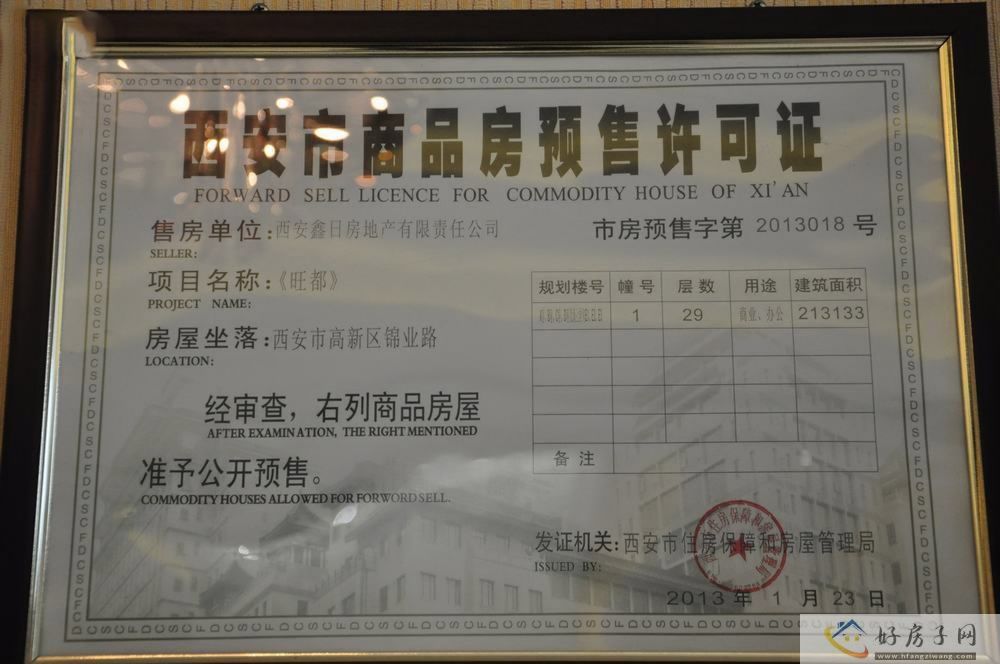 西安市商品房预售许可证
FORWARD SELL LICENCE FOR COMMODITY HOUSE OF XI'AN
售房单位:西安鑫日房地产有限责任公司
SELLER:
市房预售字第 2013018 号
项目名称:《旺都》
PROJECT NAME:
房屋坐落:西安市高新区锦业路
LOCATION:
规划楼号 幢号 层数 用途 建筑面积
1 29 商业、办公 213133
备注
经审查，右列商品房屋
AFTER EXAMINATION, THE RIGHT MENTIONED
准予公开预售。
COMMODITY HOUSES ALLOWED FOR FORWORD SELL.
发证机关:西安市住房保障和房屋管理局
ISSUED BY:
2013 年 1 月 23 日
好房子网
www.hfangziwang.com